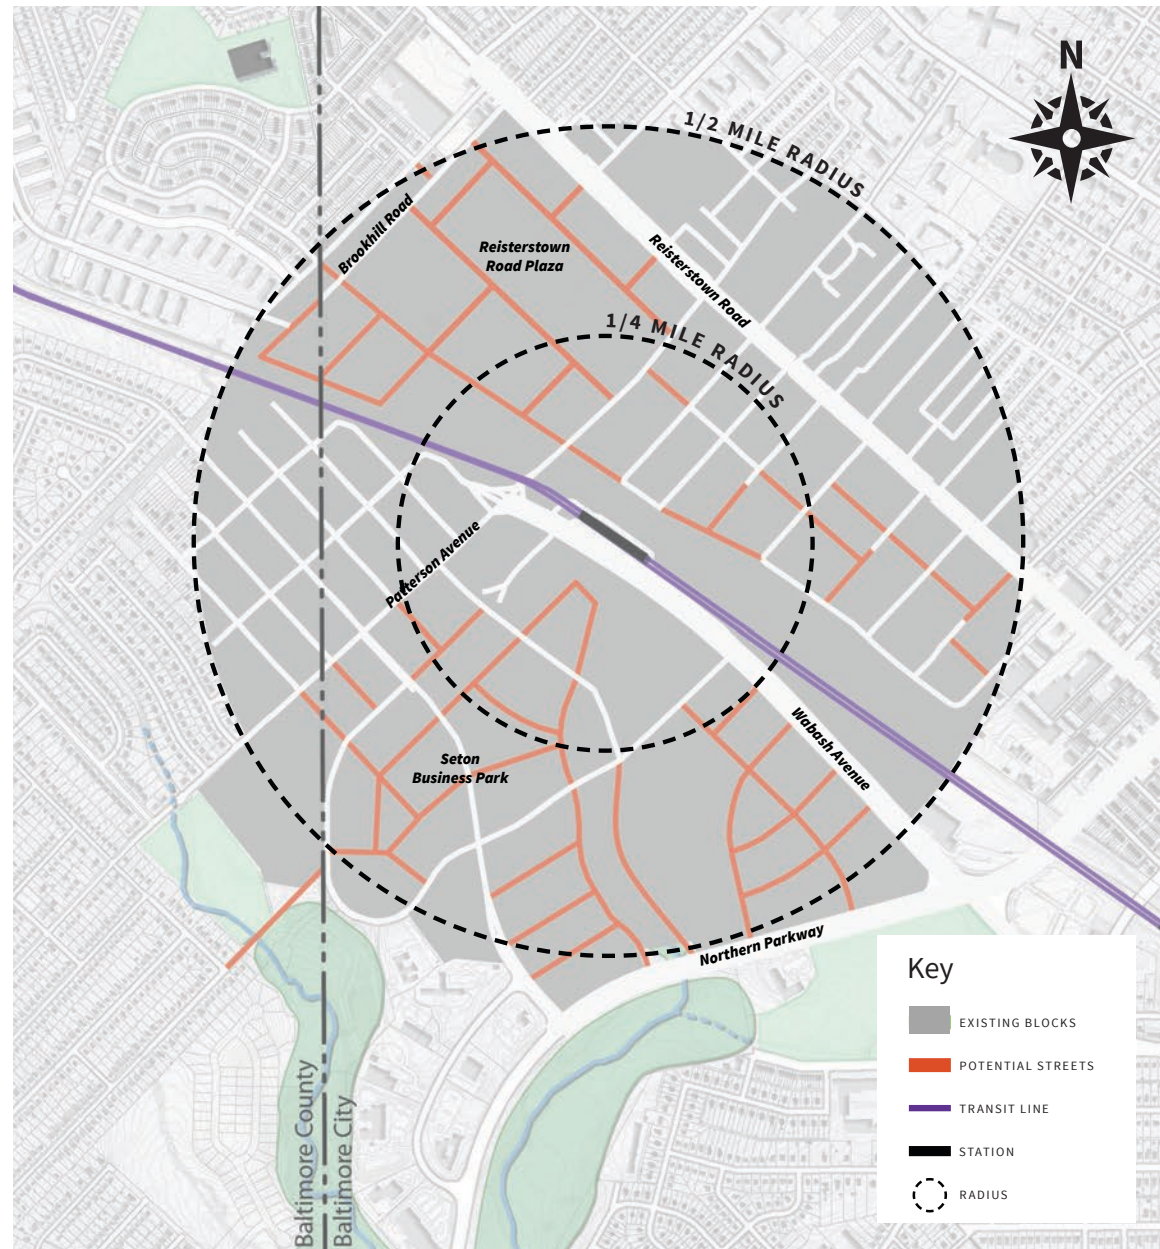 N
1/2 MILE RADIUS
Brookhill Road
Reisterstown
Road Plaza
Reisterstown Road
1/4 MILE RADIUS
Patterson Avenue
Wabash Avenue
Seton
Business Park
Northern Parkway
Baltimore County
Baltimore City
Key
EXISTING BLOCKS
POTENTIAL STREETS
TRANSIT LINE
STATION
RADIUS